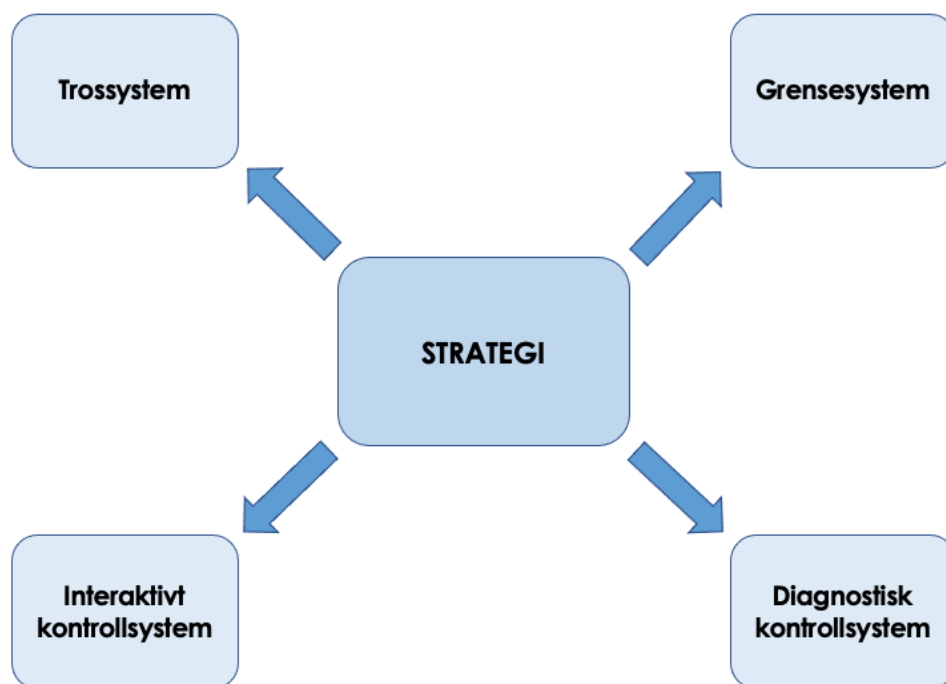 Trossystem
Grensesystem
STRATEGI
Interaktivt
kontrollsystem
Diagnostisk
kontrollsystem